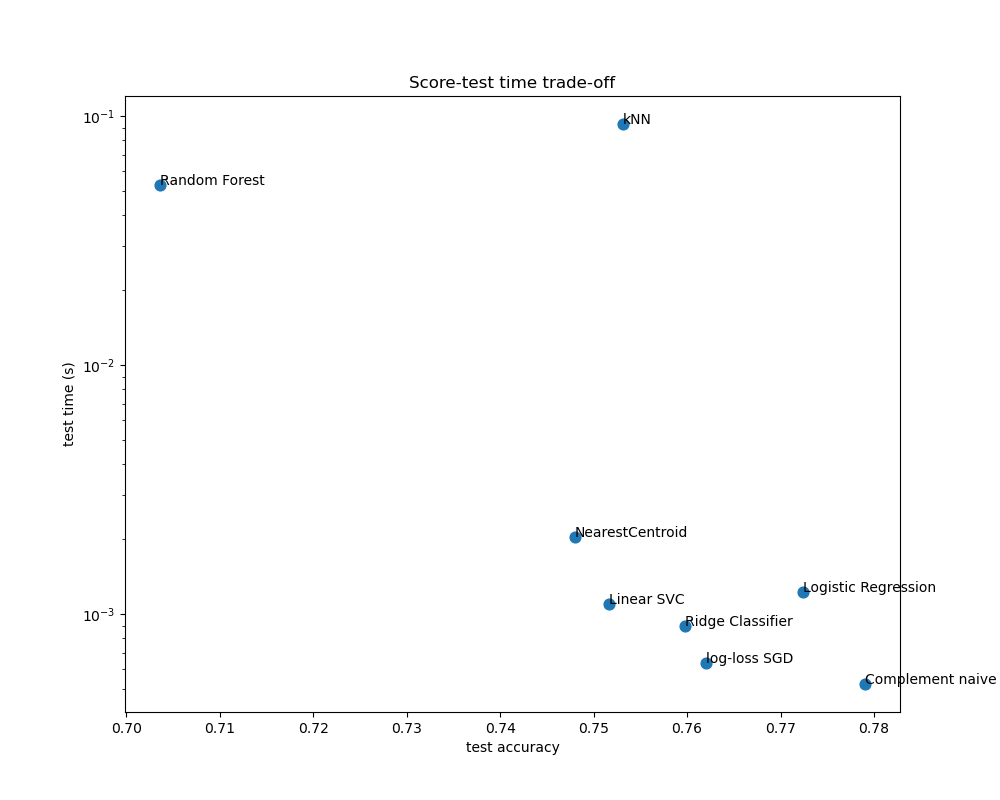 Score-test time trade-off
10⁻¹
kNN
Random Forest
10⁻²
test time (s)
NearestCentroid
Logistic Regression
Linear SVC
10⁻³
Ridge Classifier
log-loss SGD
Complement naive
0.70 0.71 0.72 0.73 0.74 0.75 0.76 0.77 0.78
test accuracy